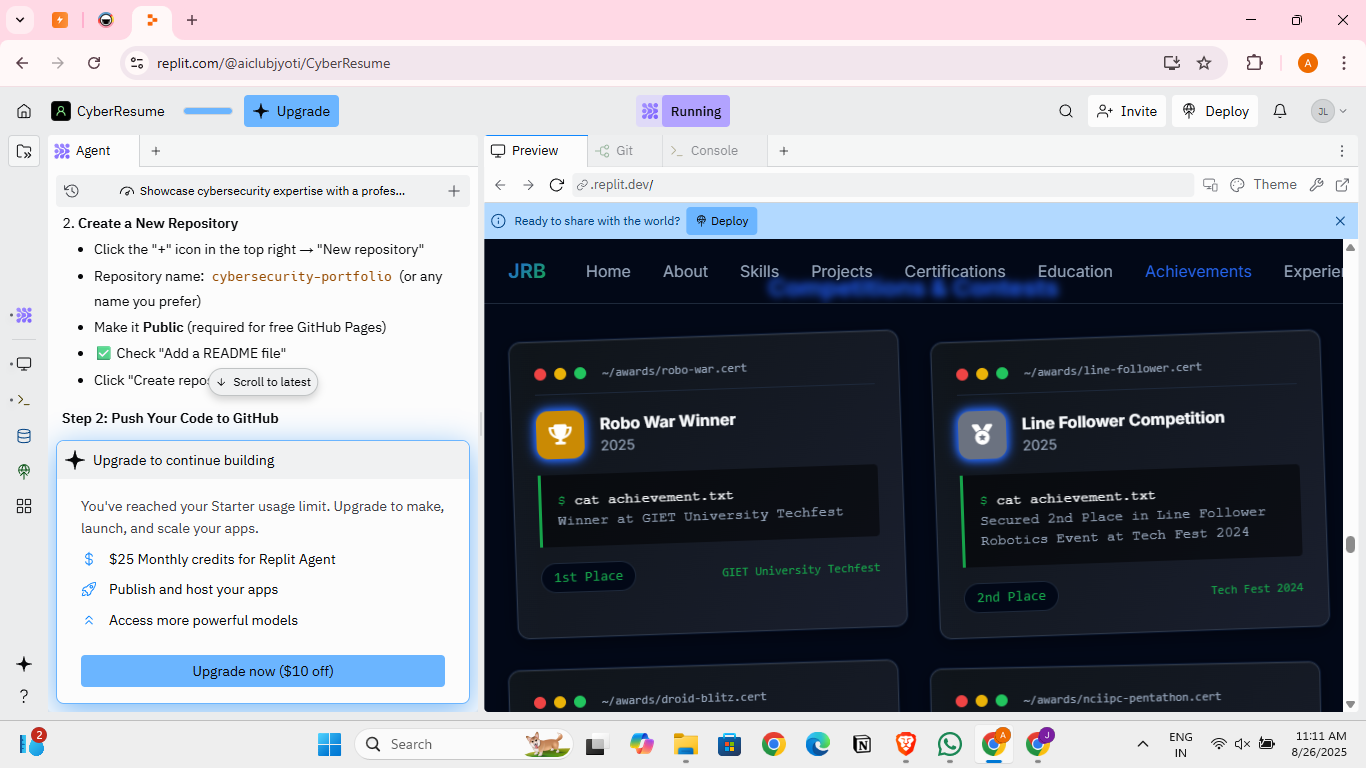 replit.com/@aiclubjyoti/CyberResume
A
CyberResume
Upgrade
Running
Invite
Deploy
JL
Agent
Showcase cybersecurity expertise with a profes...
2. Create a New Repository
Click the "+" icon in the top right → "New repository"
Repository name: cybersecurity-portfolio (or any
name you prefer)
Make it Public (required for free GitHub Pages)
✅ Check "Add a README file"
Click "Create repos
↓ Scroll to latest
Step 2: Push Your Code to GitHub
Upgrade to continue building
You've reached your Starter usage limit. Upgrade to make,
launch, and scale your apps.
$25 Monthly credits for Replit Agent
Publish and host your apps
Access more powerful models
Upgrade now ($10 off)
Preview
Git
Console
.replit.dev/
Theme
Ready to share with the world?
Deploy
JRB
Home
About
Skills
Projects
Certifications
Education
Achievements
Experien
Competitions & Contests
~/awards/robo-war.cert
Robo War Winner
2025
$ cat achievement.txt
Winner at GIET University Techfest
1st Place
GIET University Techfest
~/awards/line-follower.cert
Line Follower Competition
2025
$ cat achievement.txt
Secured 2nd Place in Line Follower
Robotics Event at Tech Fest 2024
2nd Place
Tech Fest 2024
~/awards/droid-blitz.cert
~/awards/nciipc-pentathon.cert
2
Search
A
J
ENG
IN
11:11 AM
8/26/2025